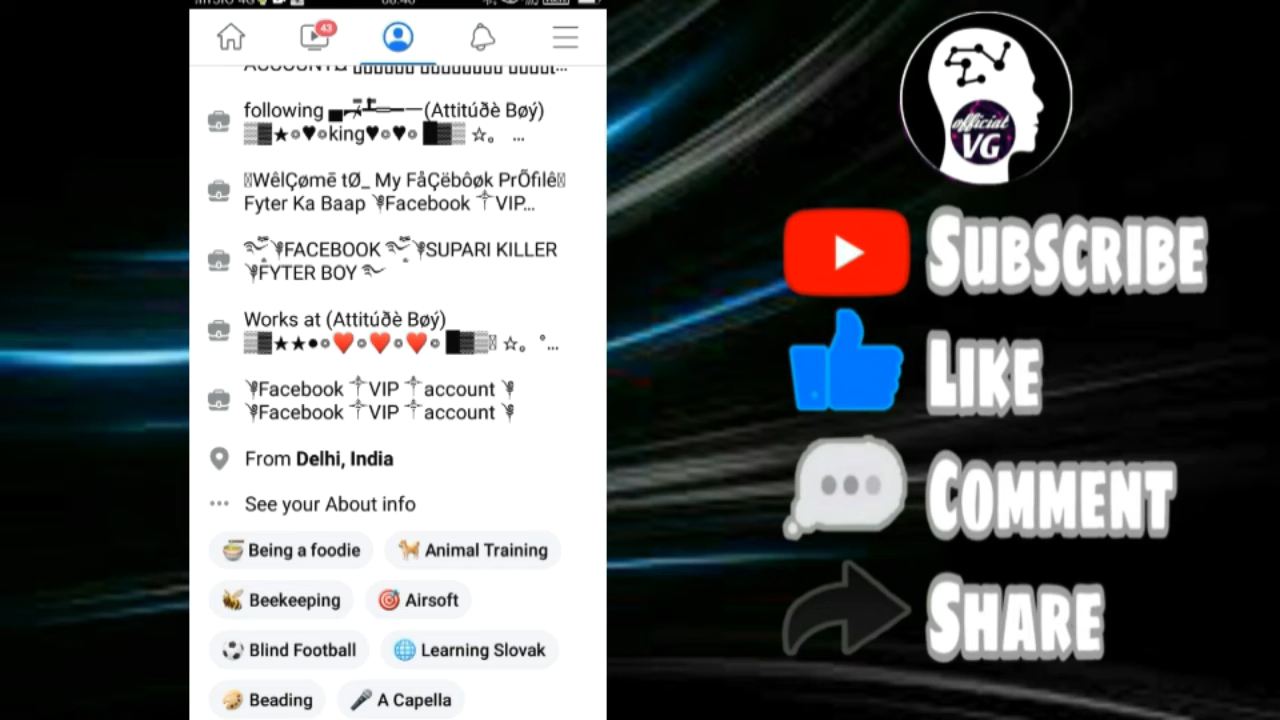 43
following (Attitúðè Bøý)
▒▓★∘♥∘king♥∘♥∘ █▓▒ ☆。 ...
WêlÇømē tØ_ My FåÇëbôøk PrÕfilê
Fyter Ka Baap Facebook VIP...
FACEBOOK SUPARI KILLER
FYTER BOY
Works at (Attitúðè Bøý)
▒▓★★●∘❤️∘❤️∘❤️∘ █▓▒ ☆。 °...
Facebook VIP account
Facebook VIP account
From Delhi, India
... See your About info
Being a foodie
Animal Training
Beekeeping
Airsoft
Blind Football
Learning Slovak
Beading
A Capella
official
VG
SUBSCRIBE
LIKE
COMMENT
SHARE